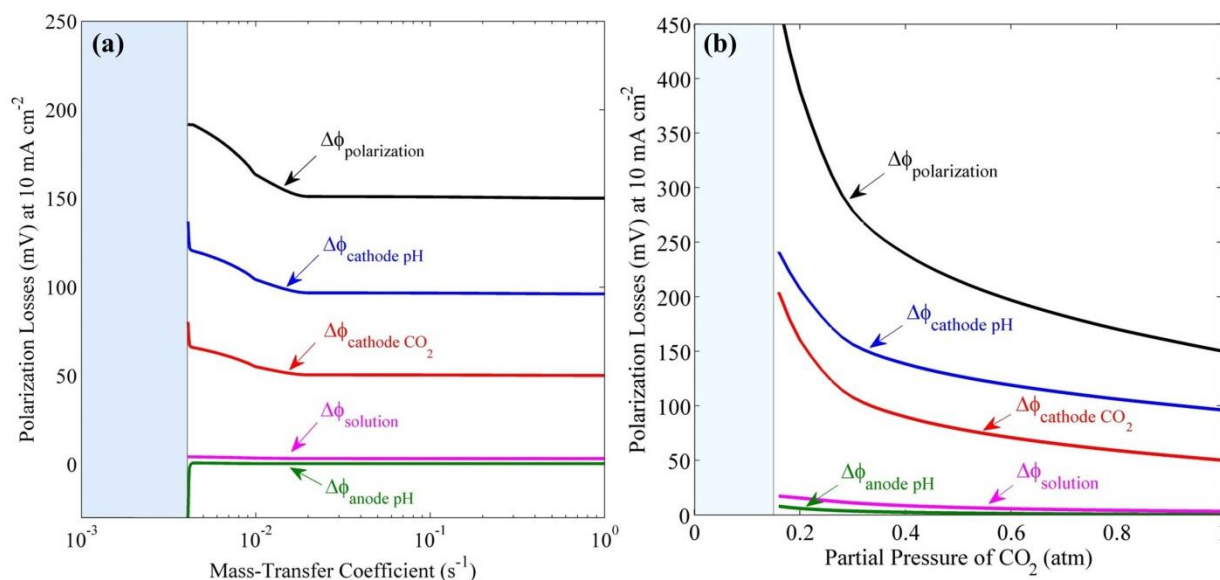 (a)
Polarization Losses (mV) at 10 mA cm⁻²
250
200
150
100
50
0
Δϕpolarization
Δϕcathode pH
Δϕcathode CO₂
Δϕsolution
Δϕanode pH
10⁻³
10⁻²
10⁻¹
10⁰
Mass-Transfer Coefficient (s⁻¹)
(b)
Polarization Losses (mV) at 10 mA cm⁻²
450
400
350
300
250
200
150
100
50
0
Δϕpolarization
Δϕcathode pH
Δϕcathode CO₂
Δϕanode pH
Δϕsolution
0
0.2
0.4
0.6
0.8
Partial Pressure of CO₂ (atm)